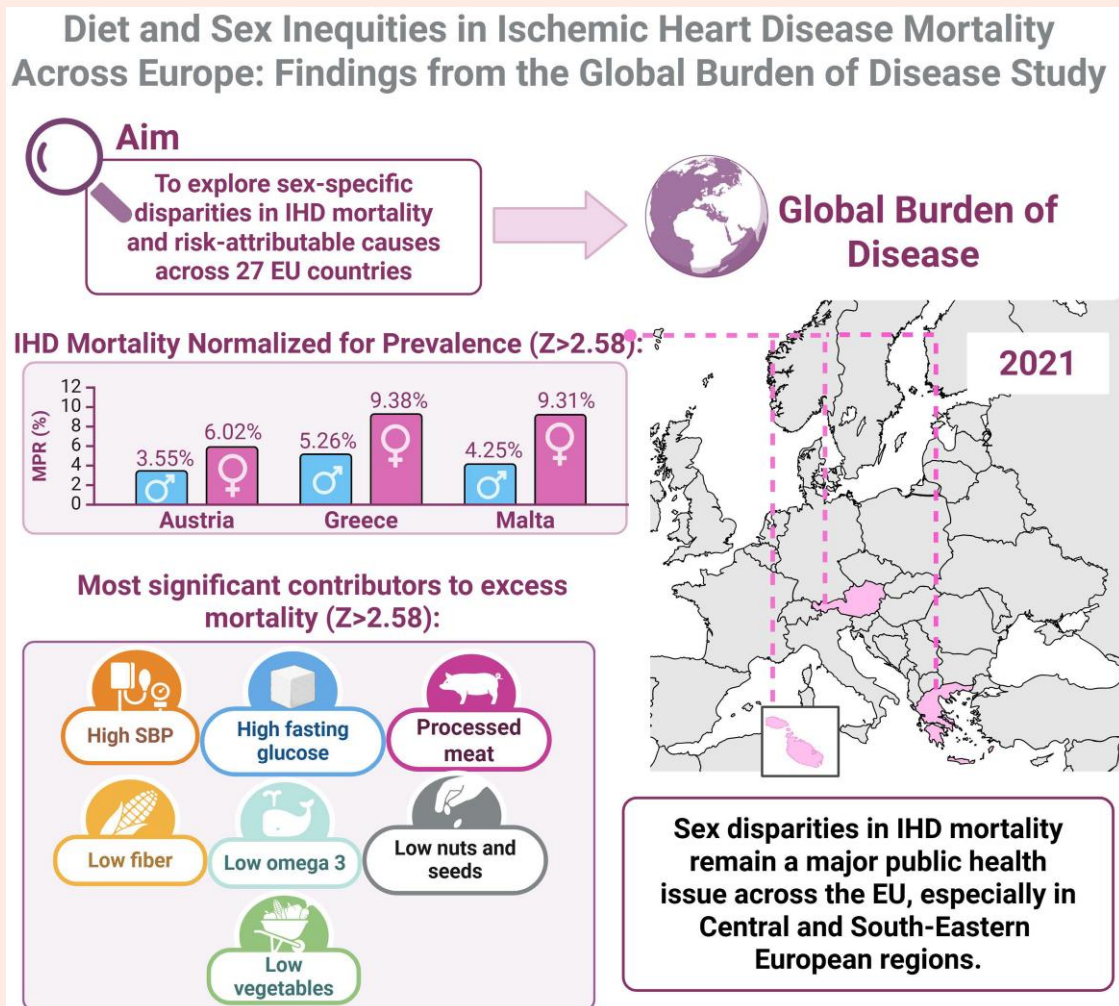 Diet and Sex Inequities in Ischemic Heart Disease Mortality
Across Europe: Findings from the Global Burden of Disease Study
Aim
To explore sex-specific
disparities in IHD mortality
and risk-attributable causes
across 27 EU countries
Global Burden of
Disease
IHD Mortality Normalized for Prevalence (Z>2.58):
MPR (%)
12
10
8
6
4
2
0
3.55%
6.02%
5.26%
9.38%
4.25%
9.31%
Austria
Greece
Malta
2021
Most significant contributors to excess
mortality (Z>2.58):
High SBP
High fasting
glucose
Processed
meat
Low fiber
Low omega 3
Low nuts and
seeds
Low
vegetables
Sex disparities in IHD mortality
remain a major public health
issue across the EU, especially in
Central and South-Eastern
European regions.